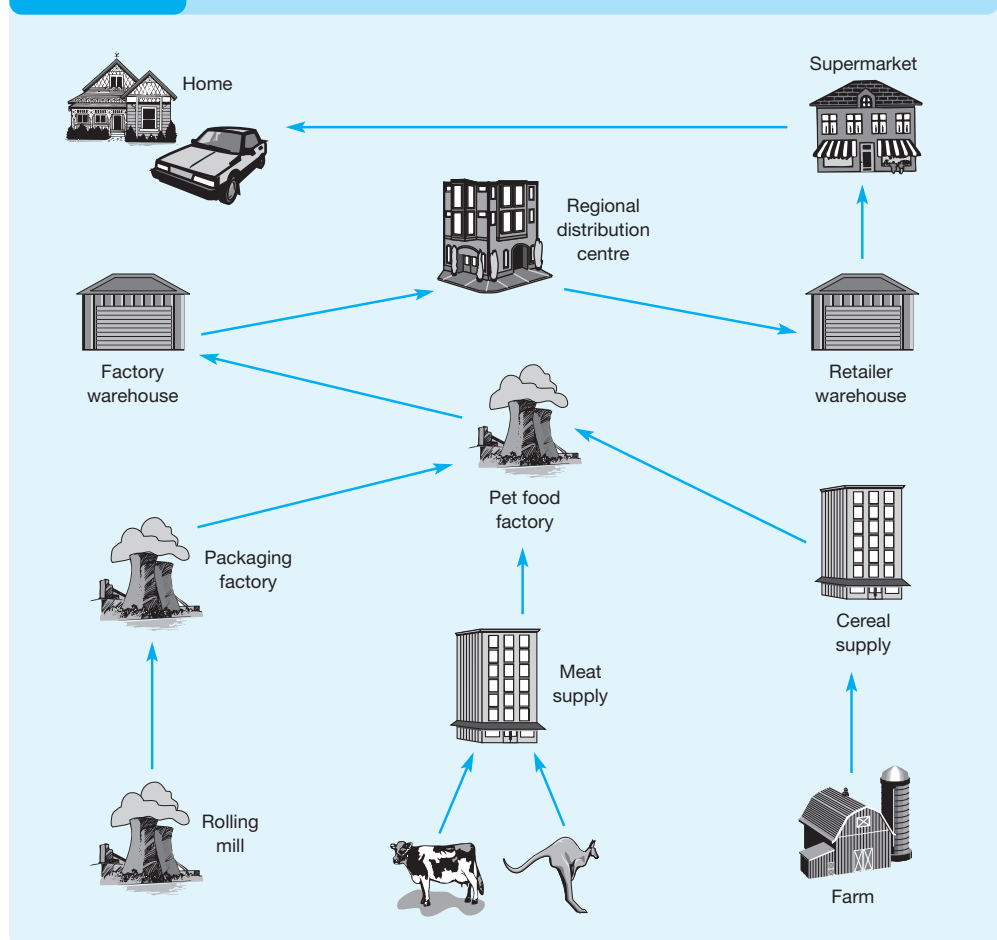 Home
Supermarket
Regional
distribution
centre
Factory
warehouse
Retailer
warehouse
Pet food
factory
Packaging
factory
Cereal
supply
Meat
supply
Rolling
mill
Farm